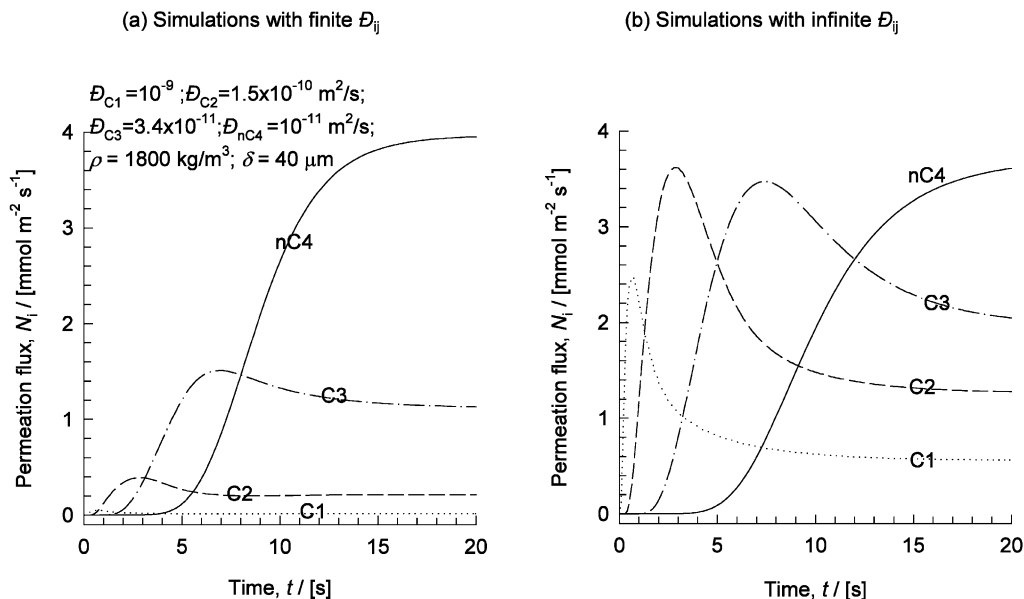 (a) Simulations with finite Đij
ĐC1 =10-9 ;ĐC2=1.5x10-10 m2/s;
ĐC3=3.4x10-11;ĐnC4 =10-11 m2/s;
ρ = 1800 kg/m3; δ = 40 μm
4
3
2
1
0
nC4
C3
C2
C1
0
5
10
15
20
Permeation flux, Ni / [mmol m-2 s-1]
Time, t / [s]
(b) Simulations with infinite Đij
4
3
2
1
0
nC4
C3
C2
C1
0
5
10
15
20
Permeation flux, Ni / [mmol m-2 s-1]
Time, t / [s]